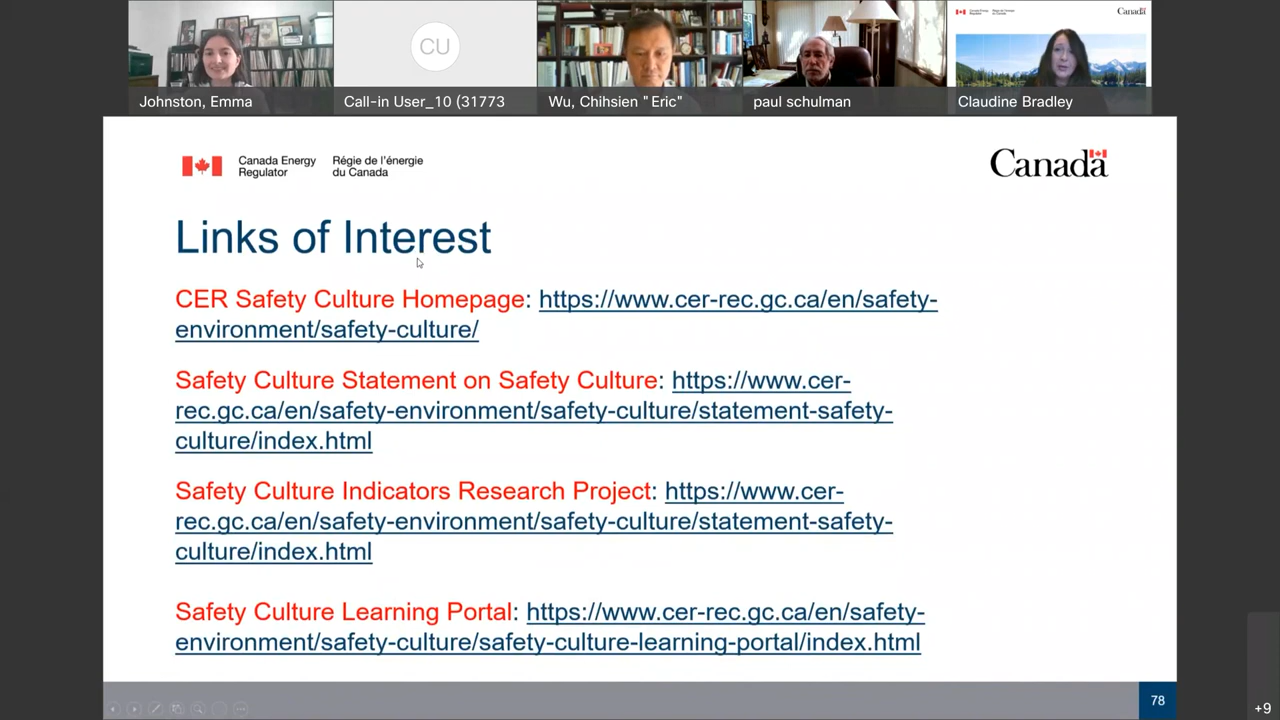 Canada
CU
Johnston, Emma
Call-in User_10 (31773
Wu, Chihsien "Eric"
paul schulman
Claudine Bradley
Canada Energy
Regulator
Régie de l'énergie
du Canada
Canada
Links of Interest
CER Safety Culture Homepage: https://www.cer-rec.gc.ca/en/safety-
environment/safety-culture/
Safety Culture Statement on Safety Culture: https://www.cer-
rec.gc.ca/en/safety-environment/safety-culture/statement-safety-
culture/index.html
Safety Culture Indicators Research Project: https://www.cer-
rec.gc.ca/en/safety-environment/safety-culture/statement-safety-
culture/index.html
Safety Culture Learning Portal: https://www.cer-rec.gc.ca/en/safety-
environment/safety-culture/safety-culture-learning-portal/index.html
78
+9